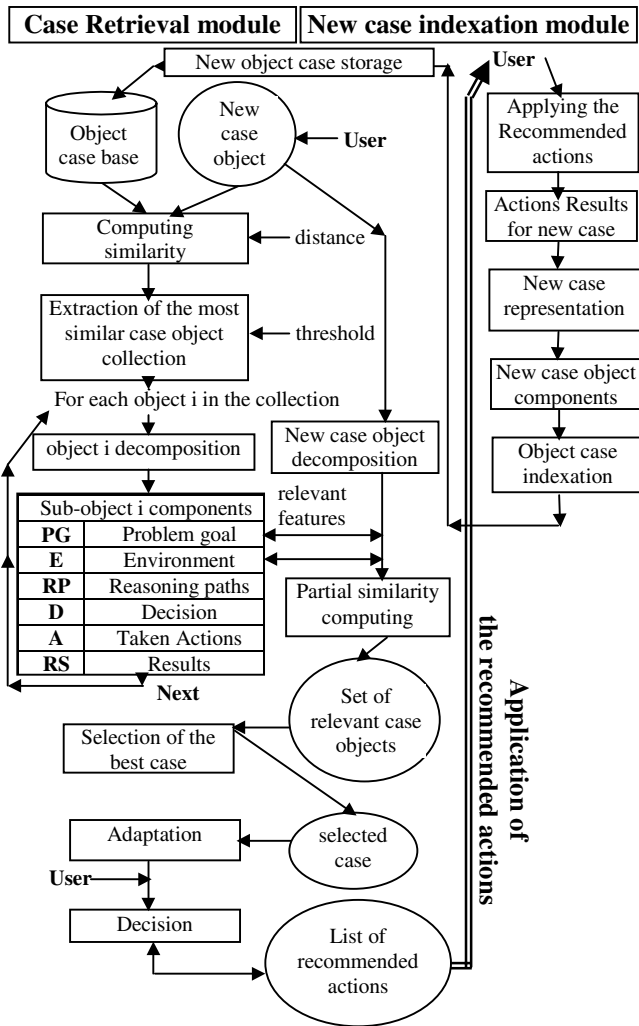 Case Retrieval module
New case indexation module
New object case storage
User
Object
case base
New
case
object
User
Applying the
Recommended
actions
Computing
similarity
distance
Actions Results
for new case
Extraction of the most
similar case object
collection
threshold
New case
representation
For each object i in the collection
New case object
components
object i decomposition
New case object
decomposition
Object case
indexation
Sub-object i components
PG Problem goal
E Environment
RP Reasoning paths
D Decision
A Taken Actions
RS Results
relevant
features
Next
Partial similarity
computing
Set of
relevant case
objects
Selection of the
best case
selected
case
Adaptation
User
Decision
List of
recommended
actions
Application of
the recommended actions